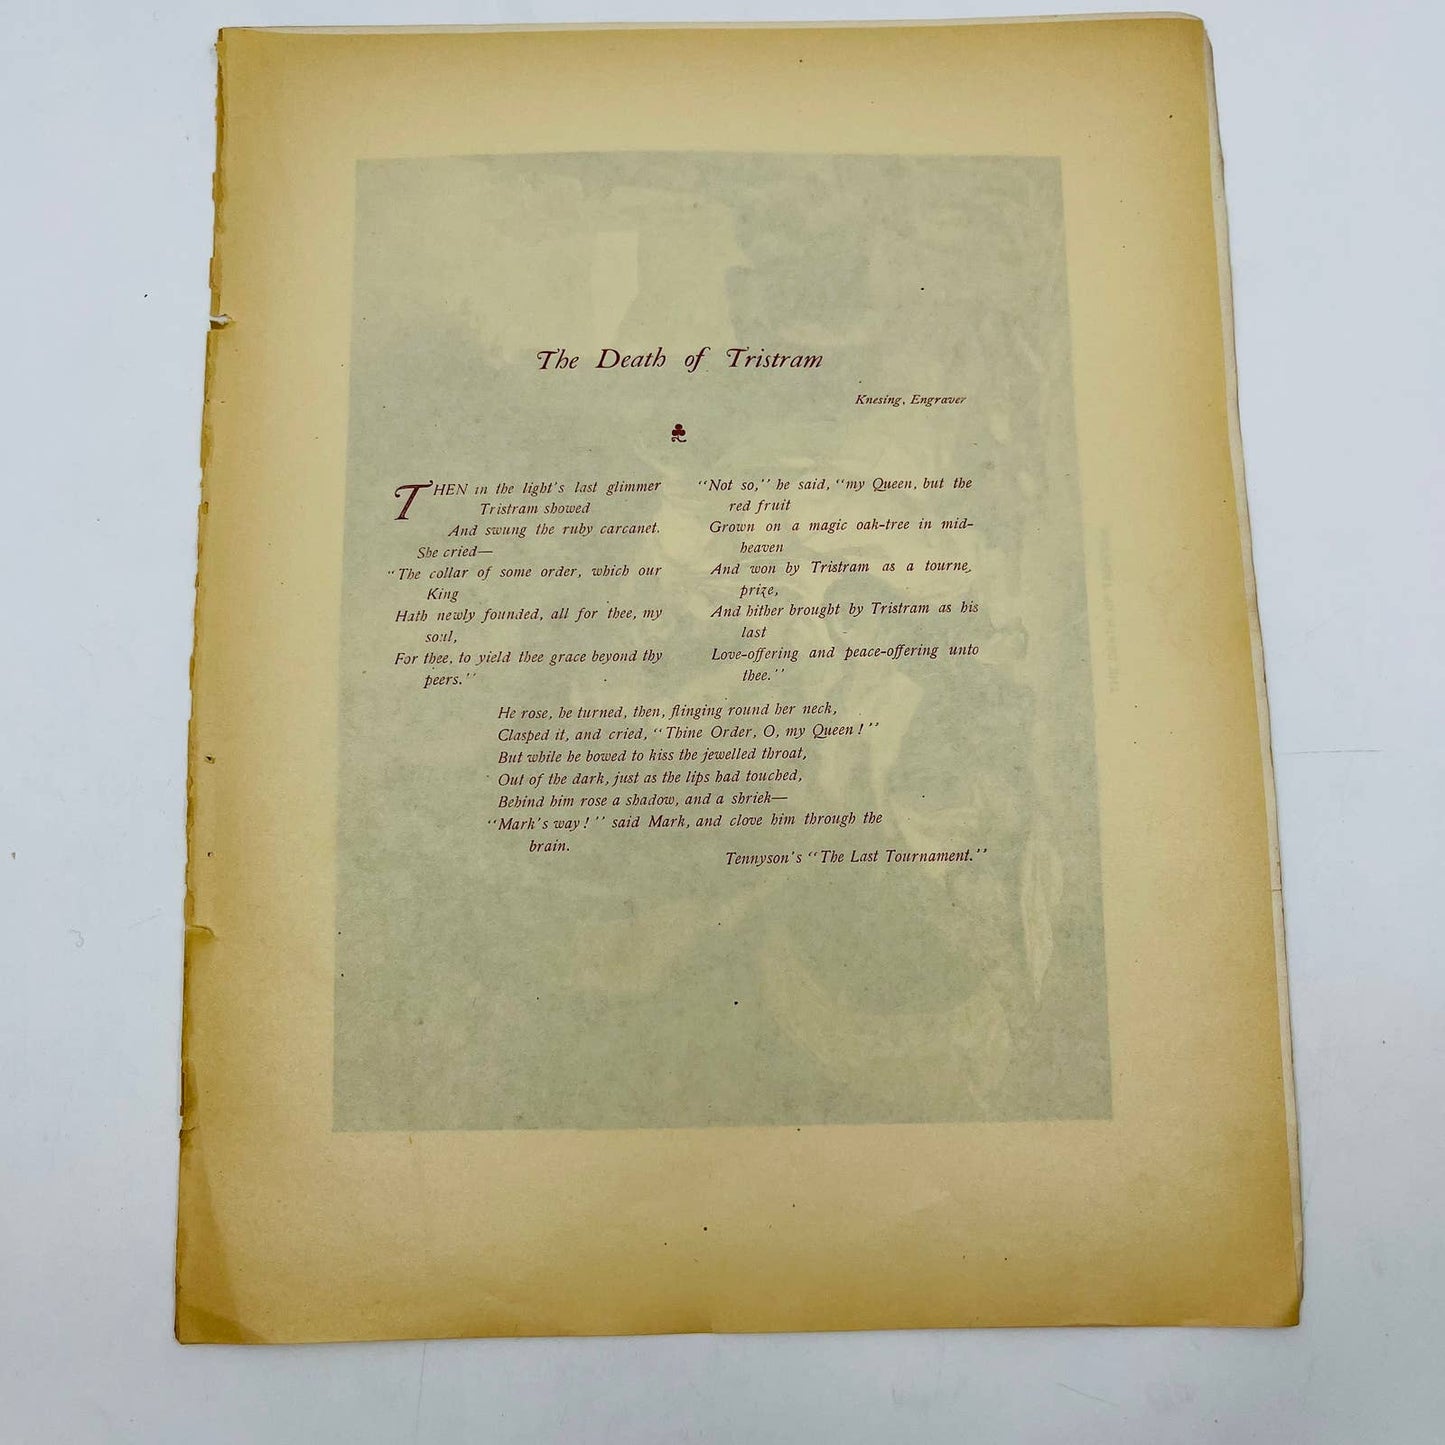 The Death of Tristram
Knesing, Engraver
THEN in the light's last glimmer
Tristram showed
And swung the ruby carcanet.
She cried—
"The collar of some order, which our
King
Hath newly founded, all for thee, my
soul,
For thee, to yield thee grace beyond thy
peers."
"Not so," he said, "my Queen, but the
red fruit
Grown on a magic oak-tree in mid-
heaven
And won by Tristram as a tourney
prize,
And hither brought by Tristram as his
last
Love-offering and peace-offering unto
thee."
He rose, he turned, then, flinging round her neck,
Clasped it, and cried, "Thine Order, O, my Queen!"
But while he bowed to kiss the jewelled throat,
Out of the dark, just as the lips had touched,
Behind him rose a shadow, and a shriek—
"Mark's way!" said Mark, and clove him through the
brain.
Tennyson's "The Last Tournament."